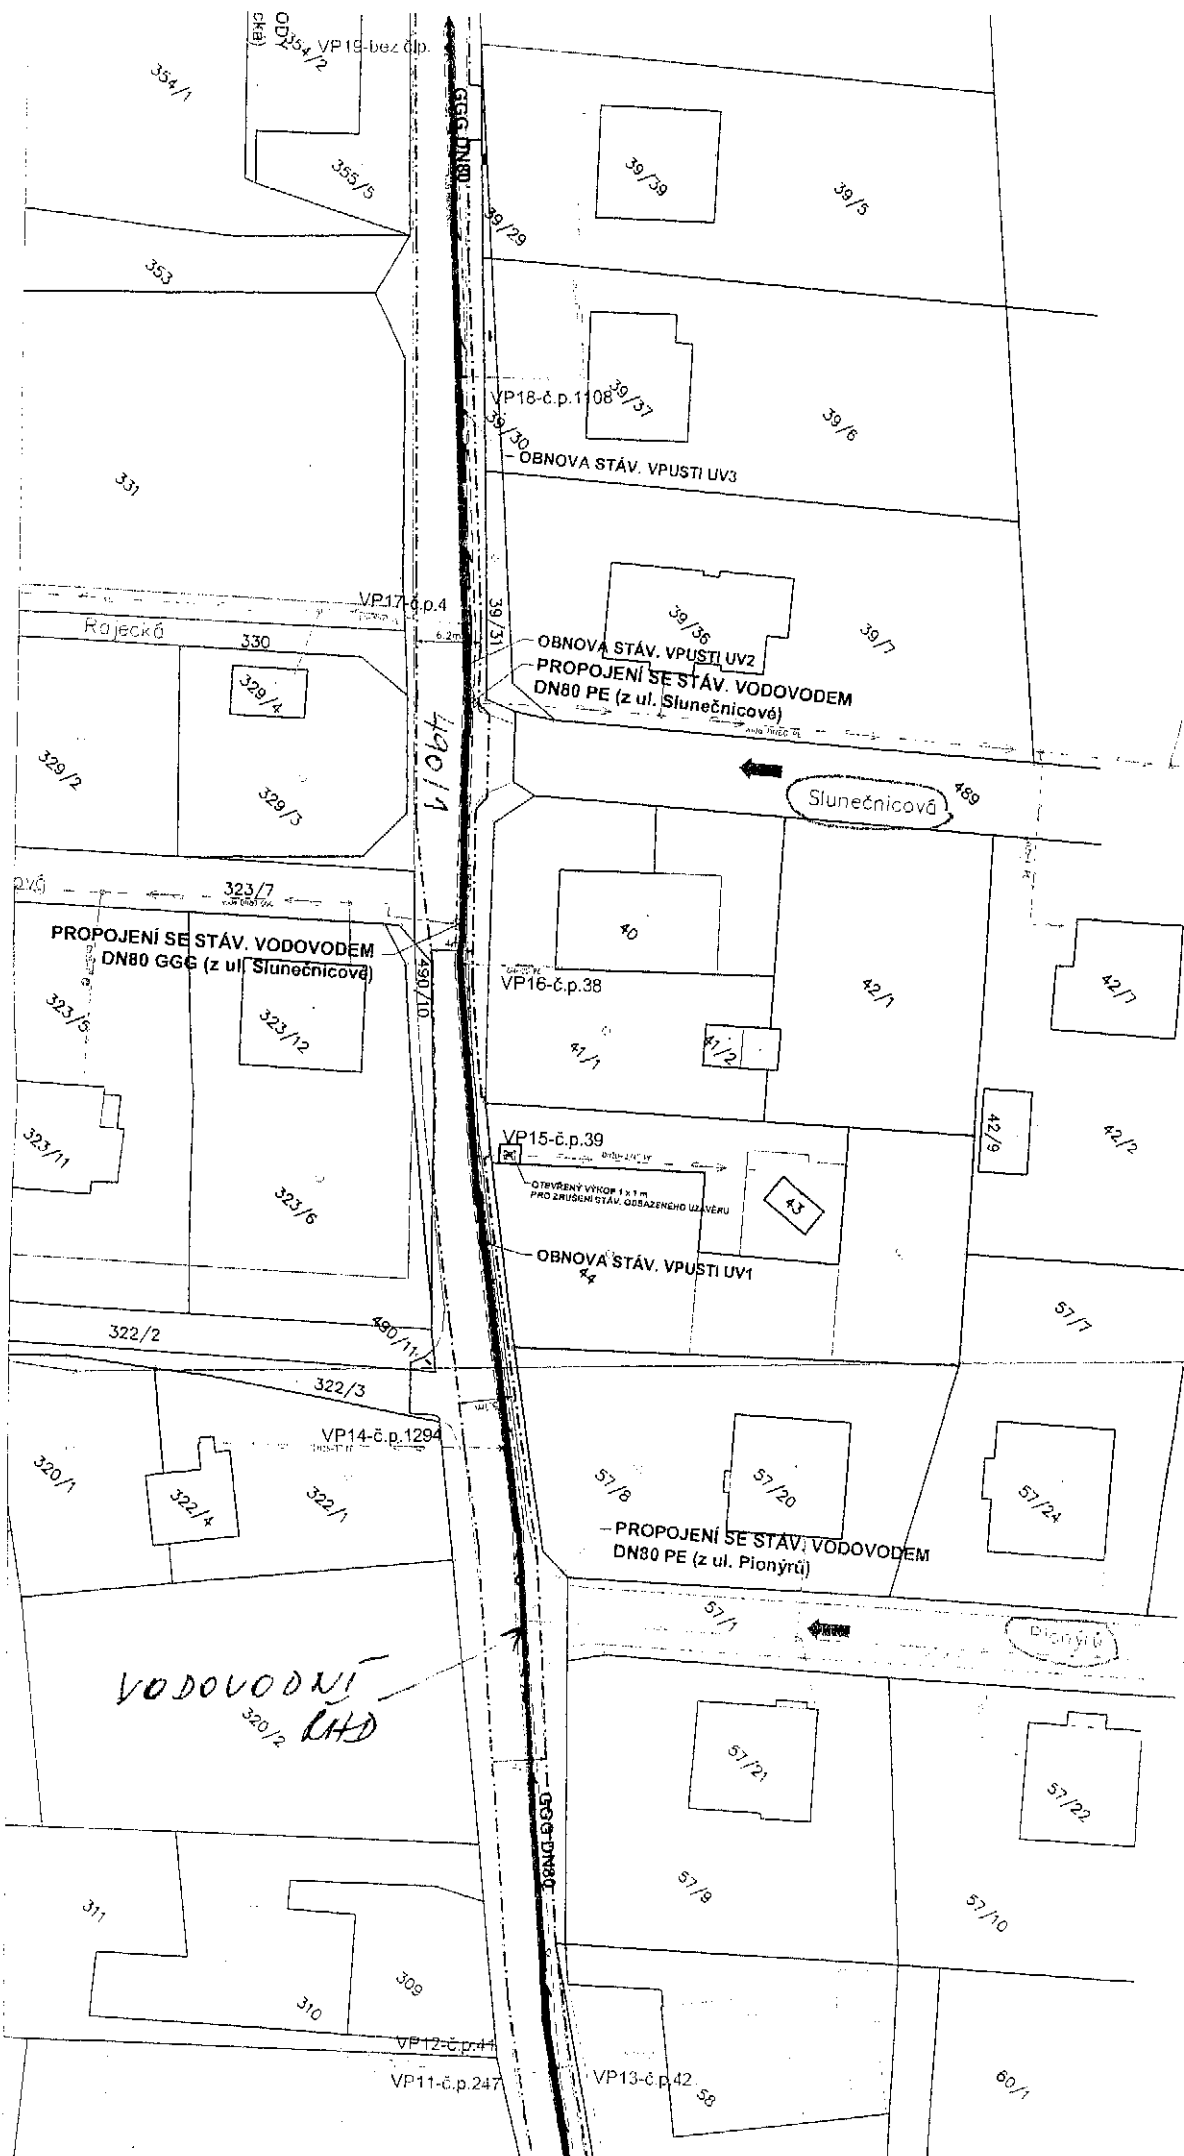 354/2
VP19-bez č.p.
354/1
GGG DN80
355/5
39/39
39/5
39/29
353
VP18-č.p.1108
39/37
39/30
39/6
OBNOVA STÁV. VPUSTI UV3
331
VP17-č.p.4
39/31
39/36
39/7
Rajecká
330
6.2m
OBNOVA STÁV. VPUSTI UV2
PROPOJENÍ SE STÁV. VODOVODEM
DN80 PE (z ul. Slunečnicové)
329/4
490/1
329/2
329/3
Slunečnicová
489
323/7
PROPOJENÍ SE STÁV. VODOVODEM
DN80 GGG (z ul. Slunečnicové)
40
490/10
VP16-č.p.38
42/1
42/7
323/5
323/12
41/1
41/2
323/11
VP15-č.p.39
42/9
42/2
OTEVŘENÝ VÝKOP 1 x 1 m
PRO ZRUŠENÍ STÁV. OBSAZENÉHO UZÁVĚRU
43
323/6
OBNOVA STÁV. VPUSTI UV1
44
57/7
322/2
490/11
322/3
VP14-č.p.1294
320/1
322/4
322/1
57/8
57/20
57/24
PROPOJENÍ SE STÁV. VODOVODEM
DN80 PE (z ul. Pionýrů)
57/1
Pionýrů
VODOVODNÍ
ŘAD
320/2
57/21
57/22
GGG DN80
57/9
57/10
311
309
310
VP12-č.p.41
VP11-č.p.247
VP13-č.p.42
58
60/1